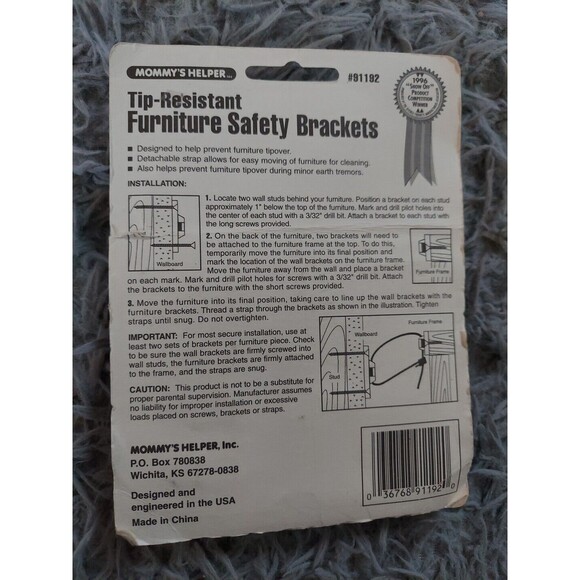 MOMMY'S HELPER
#91192
1996
"SHOW OFF"
PRODUCT
COMPETITION
WINNER
Tip-Resistant
Furniture Safety Brackets
■ Designed to help prevent furniture tipover.
■ Detachable strap allows for easy moving of furniture for cleaning.
■ Also helps prevent furniture tipover during minor earth tremors.
INSTALLATION:
1. Locate two wall studs behind your furniture. Position a bracket on each stud
approximately 1" below the top of the furniture. Mark and drill pilot holes into
the center of each stud with a 3/32" drill bit. Attach a bracket to each stud with
the long screws provided.
Wallboard
2. On the back of the furniture, two brackets will need to
be attached to the furniture frame at the top. To do this,
temporarily move the furniture into its final position and
mark the location of the wall brackets on the furniture frame.
Move the furniture away from the wall and place a bracket
on each mark. Mark and drill pilot holes for screws with a 3/32" drill bit. Attach
the brackets to the furniture with the short screws provided.
Furniture Frame
3. Move the furniture into its final position, taking care to line up the wall brackets with the
furniture brackets. Thread a strap through the brackets as shown in the illustration. Tighten
straps until snug. Do not overtighten.
IMPORTANT: For most secure installation, use at
least two sets of brackets per furniture piece. Check
to be sure the wall brackets are firmly screwed into
wall studs, the furniture brackets are firmly attached
to the frame, and the straps are snug.
Wallboard
Furniture Frame
Stud
CAUTION: This product is not to be a substitute for
proper parental supervision. Manufacturer assumes
no liability for improper installation or excessive
loads placed on screws, brackets or straps.
MOMMY'S HELPER, Inc.
P.O. Box 780838
Wichita, KS 67278-0838
Designed and
engineered in the USA
Made in China
0 36768 91192 0